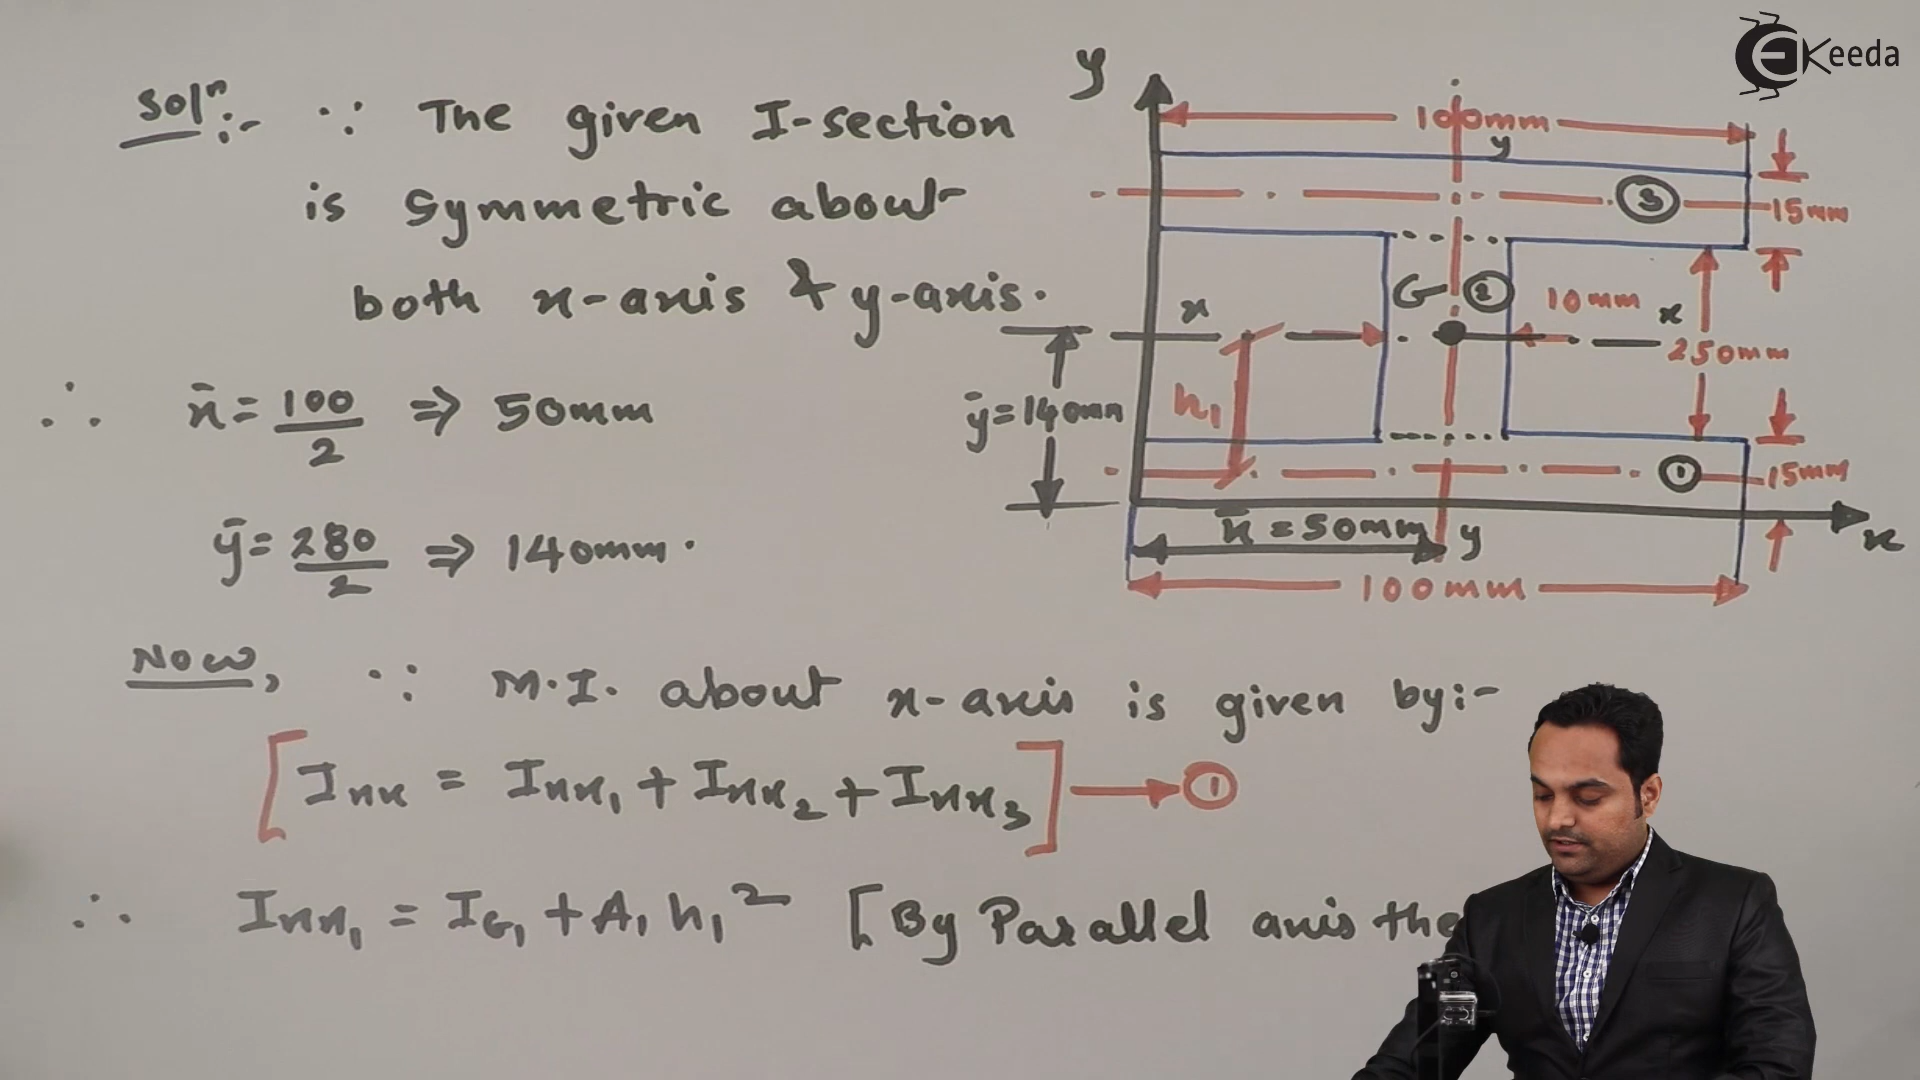 EKeeda
Solⁿ:- ∵ The given I-section
is symmetric about
both x-axis & y-axis.
∴ x̄ = 100/2 ⇒ 50mm
ȳ = 280/2 ⇒ 140mm.
Now, ∵ M.I. about x-axis is given by:-
[Ixx = Ixx₁ + Ixx₂ + Ixx₃] → ①
∴ Ixx₁ = IG₁ + A₁h₁² [By Parallel axis the
y
100mm
y
③
15mm
G ②
10mm
x
x
250mm
ȳ=140mm
h₁
①
15mm
x̄ = 50mm
y
x
100mm